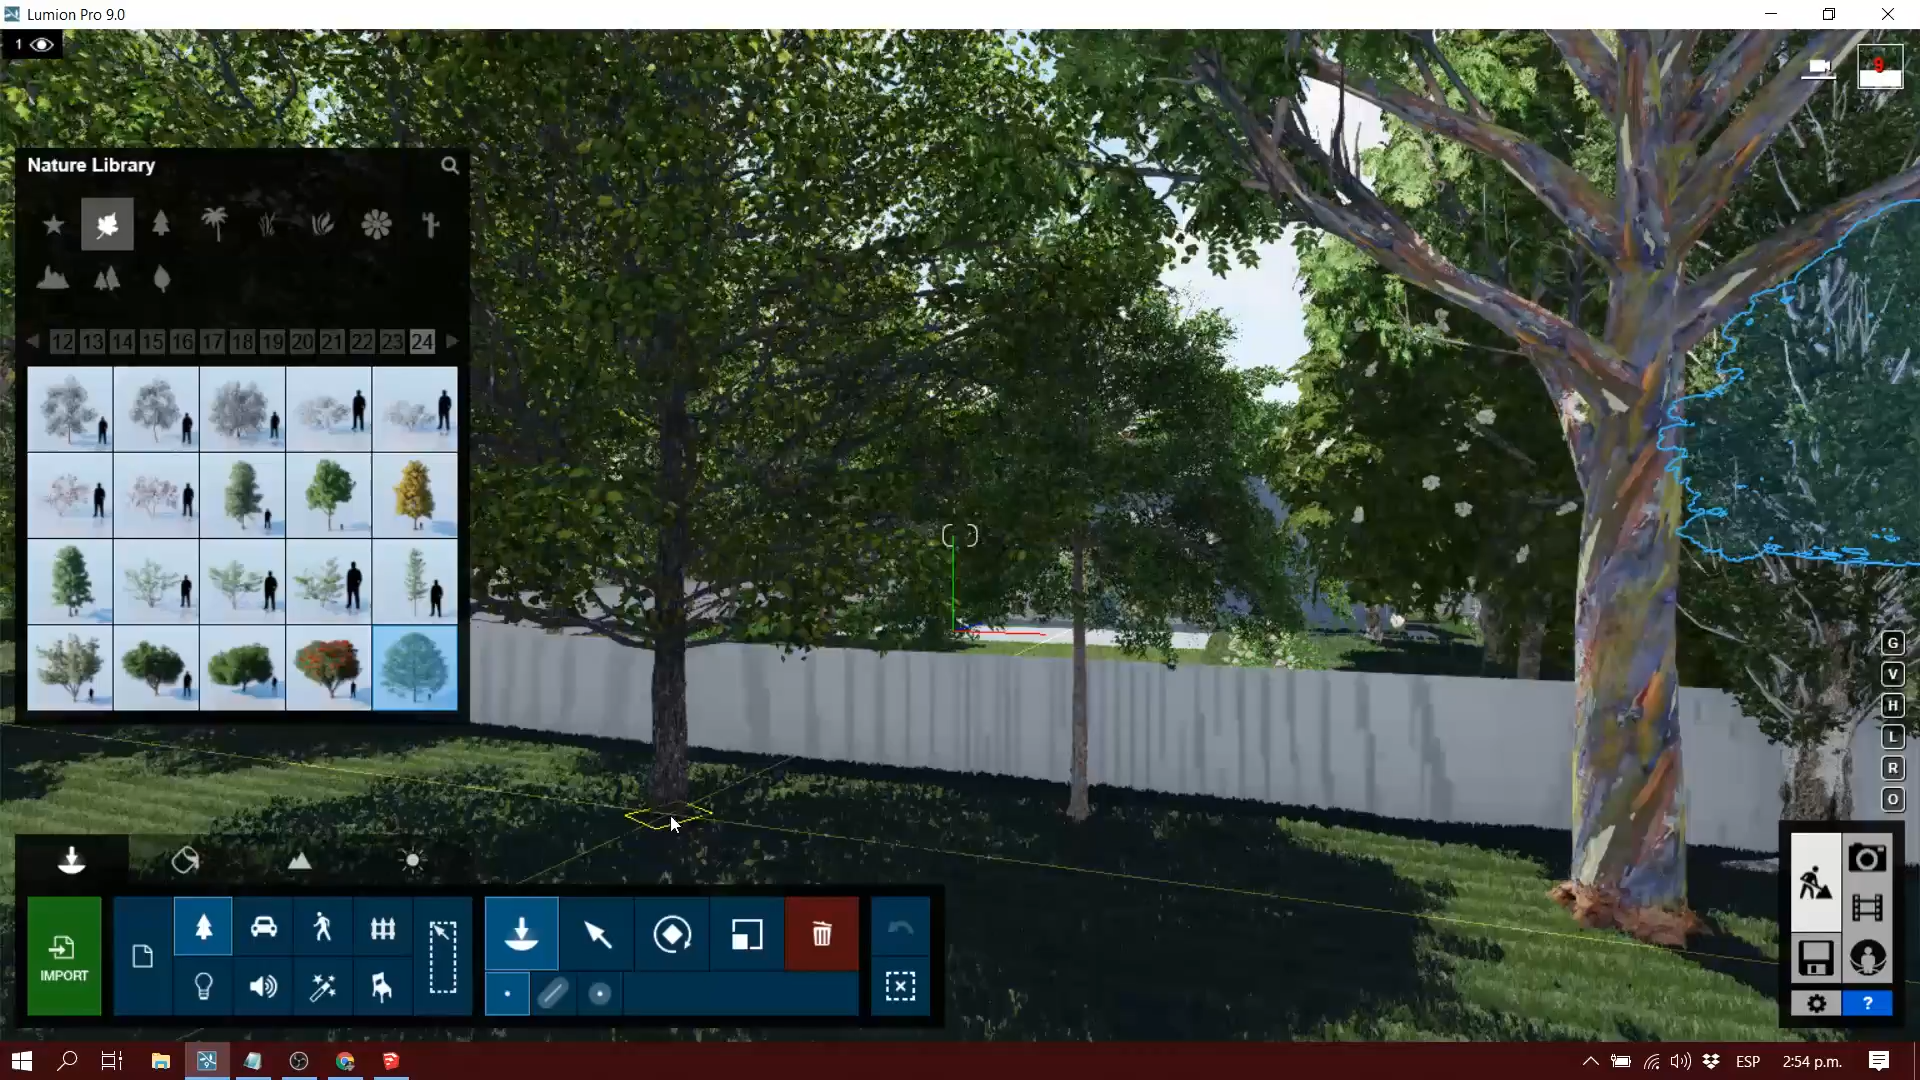 Lumion Pro 9.0
1
9
Nature Library
12 13 14 15 16 17 18 19 20 21 22 23 24
G
V
H
L
R
O
IMPORT
?
ESP 2:54 p.m.